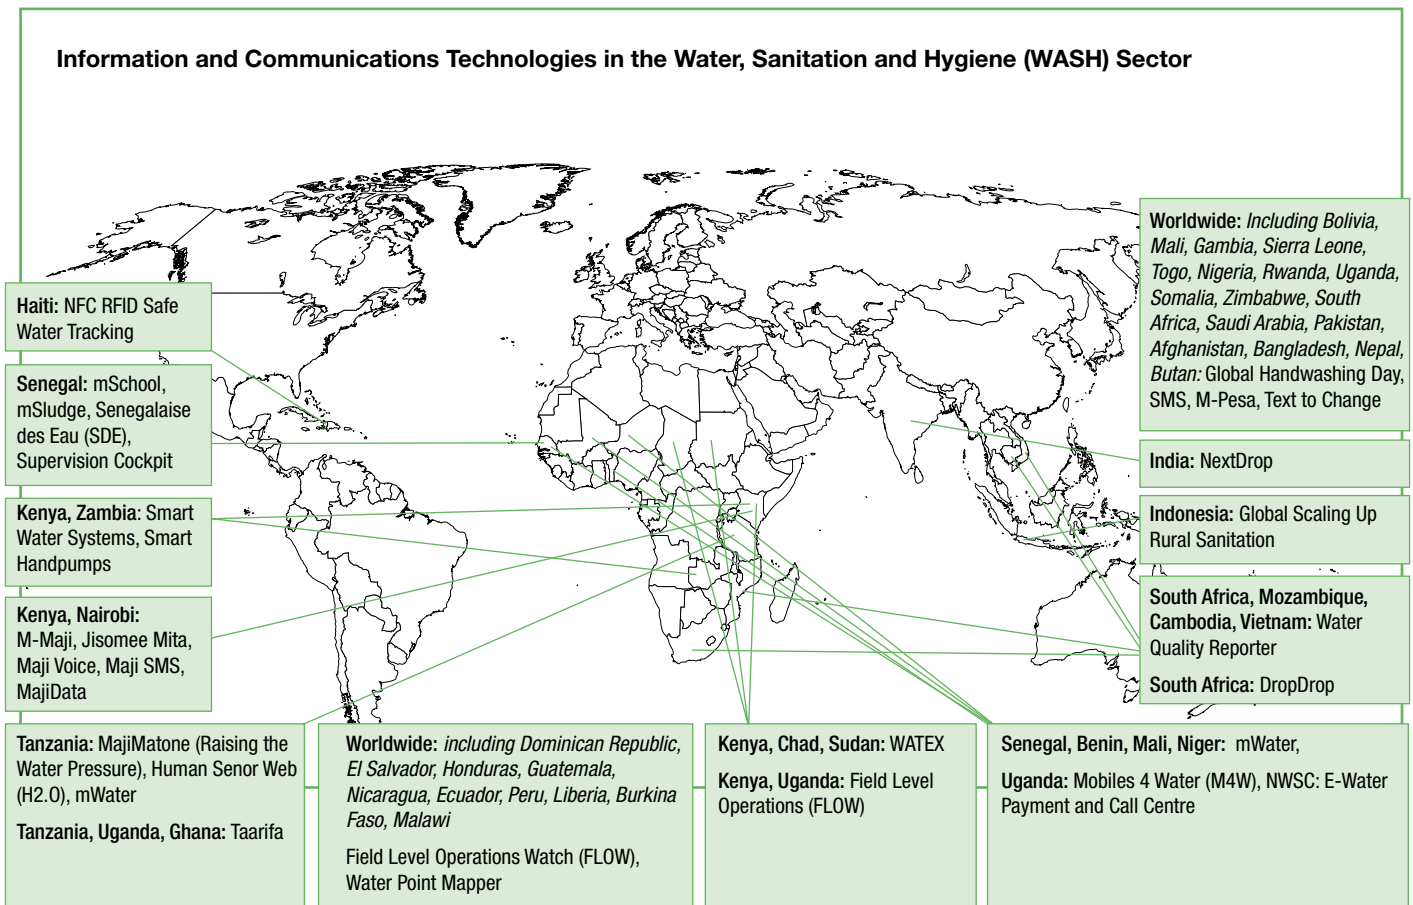 Information and Communications Technologies in the Water, Sanitation and Hygiene (WASH) Sector
Haiti: NFC RFID Safe
Water Tracking
Senegal: mSchool,
mSludge, Senegalaise
des Eau (SDE),
Supervision Cockpit
Kenya, Zambia: Smart
Water Systems, Smart
Handpumps
Kenya, Nairobi:
M-Maji, Jisomee Mita,
Maji Voice, Maji SMS,
MajiData
Tanzania: MajiMatone (Raising the
Water Pressure), Human Senor Web
(H2.O), mWater
Tanzania, Uganda, Ghana: Taarifa
Worldwide: including Dominican Republic,
El Salvador, Honduras, Guatemala,
Nicaragua, Ecuador, Peru, Liberia, Burkina
Faso, Malawi
Field Level Operations Watch (FLOW),
Water Point Mapper
Kenya, Chad, Sudan: WATEX
Kenya, Uganda: Field Level
Operations (FLOW)
Senegal, Benin, Mali, Niger: mWater,
Uganda: Mobiles 4 Water (M4W), NWSC: E-Water
Payment and Call Centre
Worldwide: Including Bolivia,
Mali, Gambia, Sierra Leone,
Togo, Nigeria, Rwanda, Uganda,
Somalia, Zimbabwe, South
Africa, Saudi Arabia, Pakistan,
Afghanistan, Bangladesh, Nepal,
Butan: Global Handwashing Day,
SMS, M-Pesa, Text to Change
India: NextDrop
Indonesia: Global Scaling Up
Rural Sanitation
South Africa, Mozambique,
Cambodia, Vietnam: Water
Quality Reporter
South Africa: DropDrop